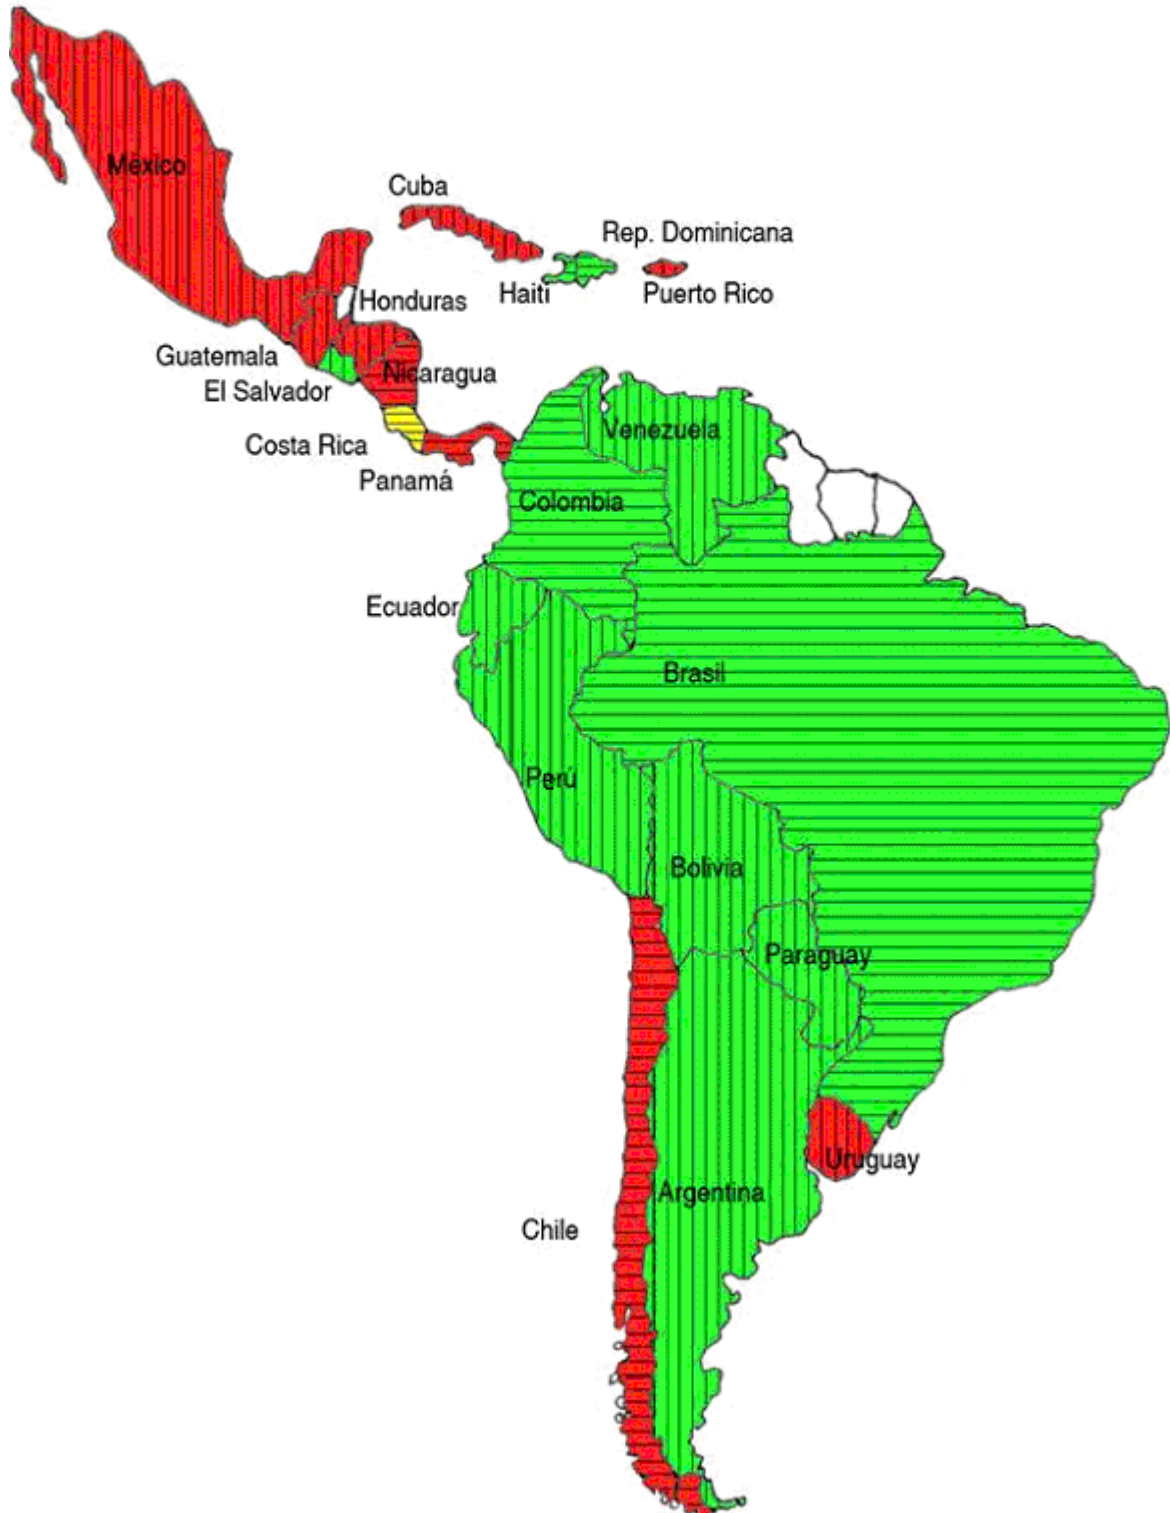 México
Cuba
Rep. Dominicana
Haiti
Puerto Rico
Honduras
Guatemala
Nicaragua
El Salvador
Costa Rica
Venezuela
Panamá
Colombia
Ecuador
Brasil
Perú
Bolivia
Paraguay
Uruguay
Argentina
Chile